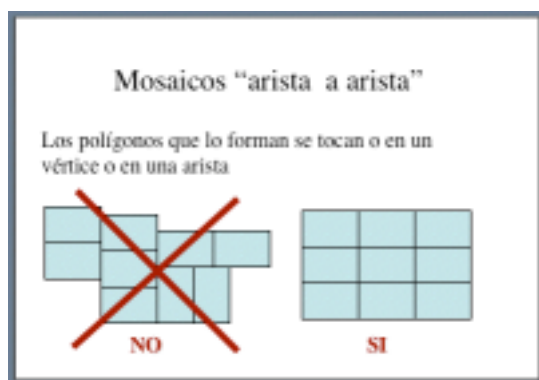 Mosaicos “arista a arista”
Los polígonos que lo forman se tocan o en un
vértice o en una arista
NO
SI